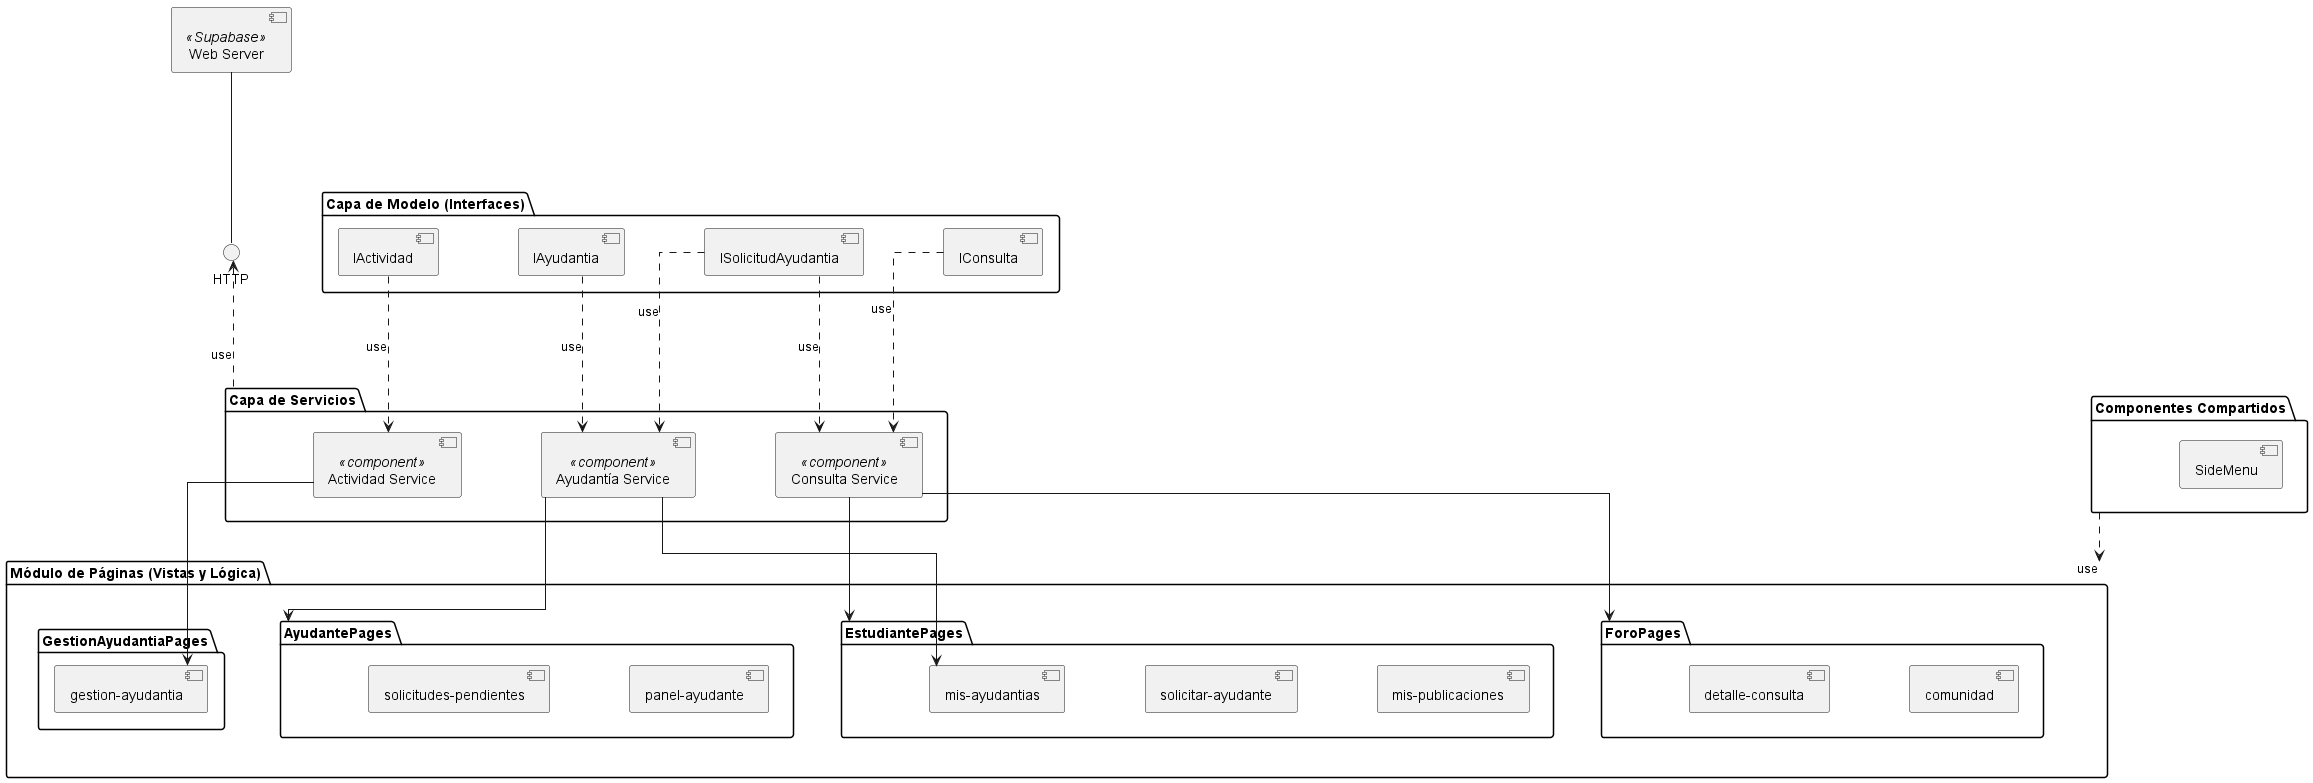 «Supabase»
Web Server
Capa de Modelo (Interfaces)
IActividad
IAyudantia
ISolicitudAyudantia
IConsulta
HTTP
use
use
use
use
use
use
Capa de Servicios
«component»
Actividad Service
«component»
Ayudantía Service
«component»
Consulta Service
Componentes Compartidos
SideMenu
use
Módulo de Páginas (Vistas y Lógica)
GestionAyudantiaPages
gestion-ayudantia
AyudantePages
solicitudes-pendientes
panel-ayudante
EstudiantePages
mis-ayudantias
solicitar-ayudante
mis-publicaciones
ForoPages
detalle-consulta
comunidad